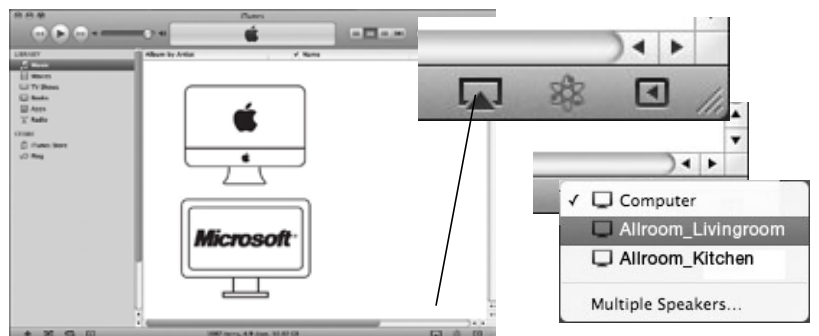 iTunes
LIBRARY
Album by Artist
Name
Music
Movies
TV Shows
Books
Apps
Radio
STORE
iTunes Store
Ping
Microsoft
Computer
Allroom_Livingroom
Allroom_Kitchen
Multiple Speakers...